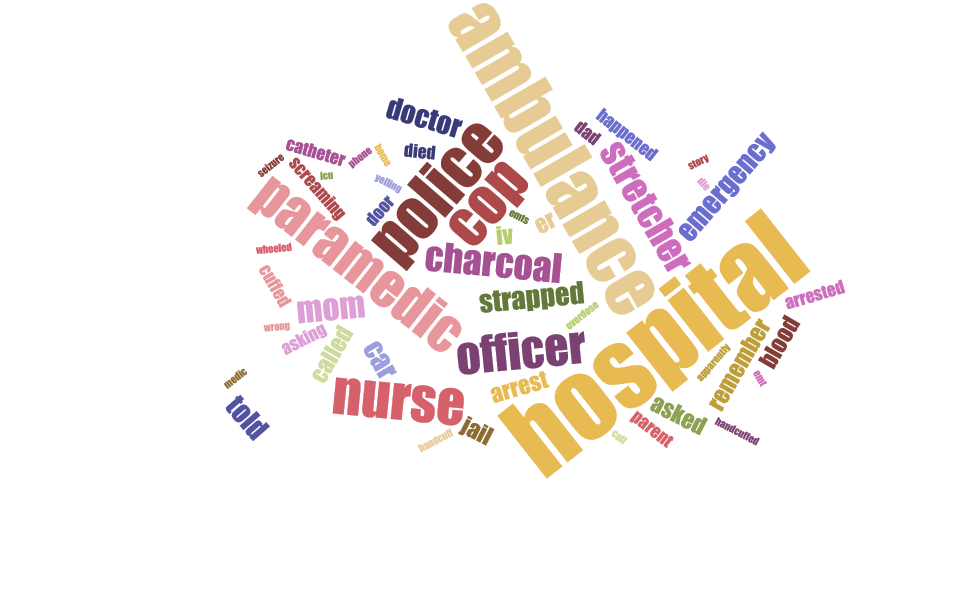 ambulance
doctor
police
cop
died
dad
happened
stretcher
emergency
story
die
catheter
phone
home
seizure
screaming
icu
yelling
door
paramedic
emts
er
iv
charcoal
strapped
wheeled
cuffed
mom
wrong
asking
called
car
officer
overdose
hospital
arrested
blood
remember
apparently
emt
medic
told
nurse
arrest
jail
handcuff
asked
parent
call
handcuffed